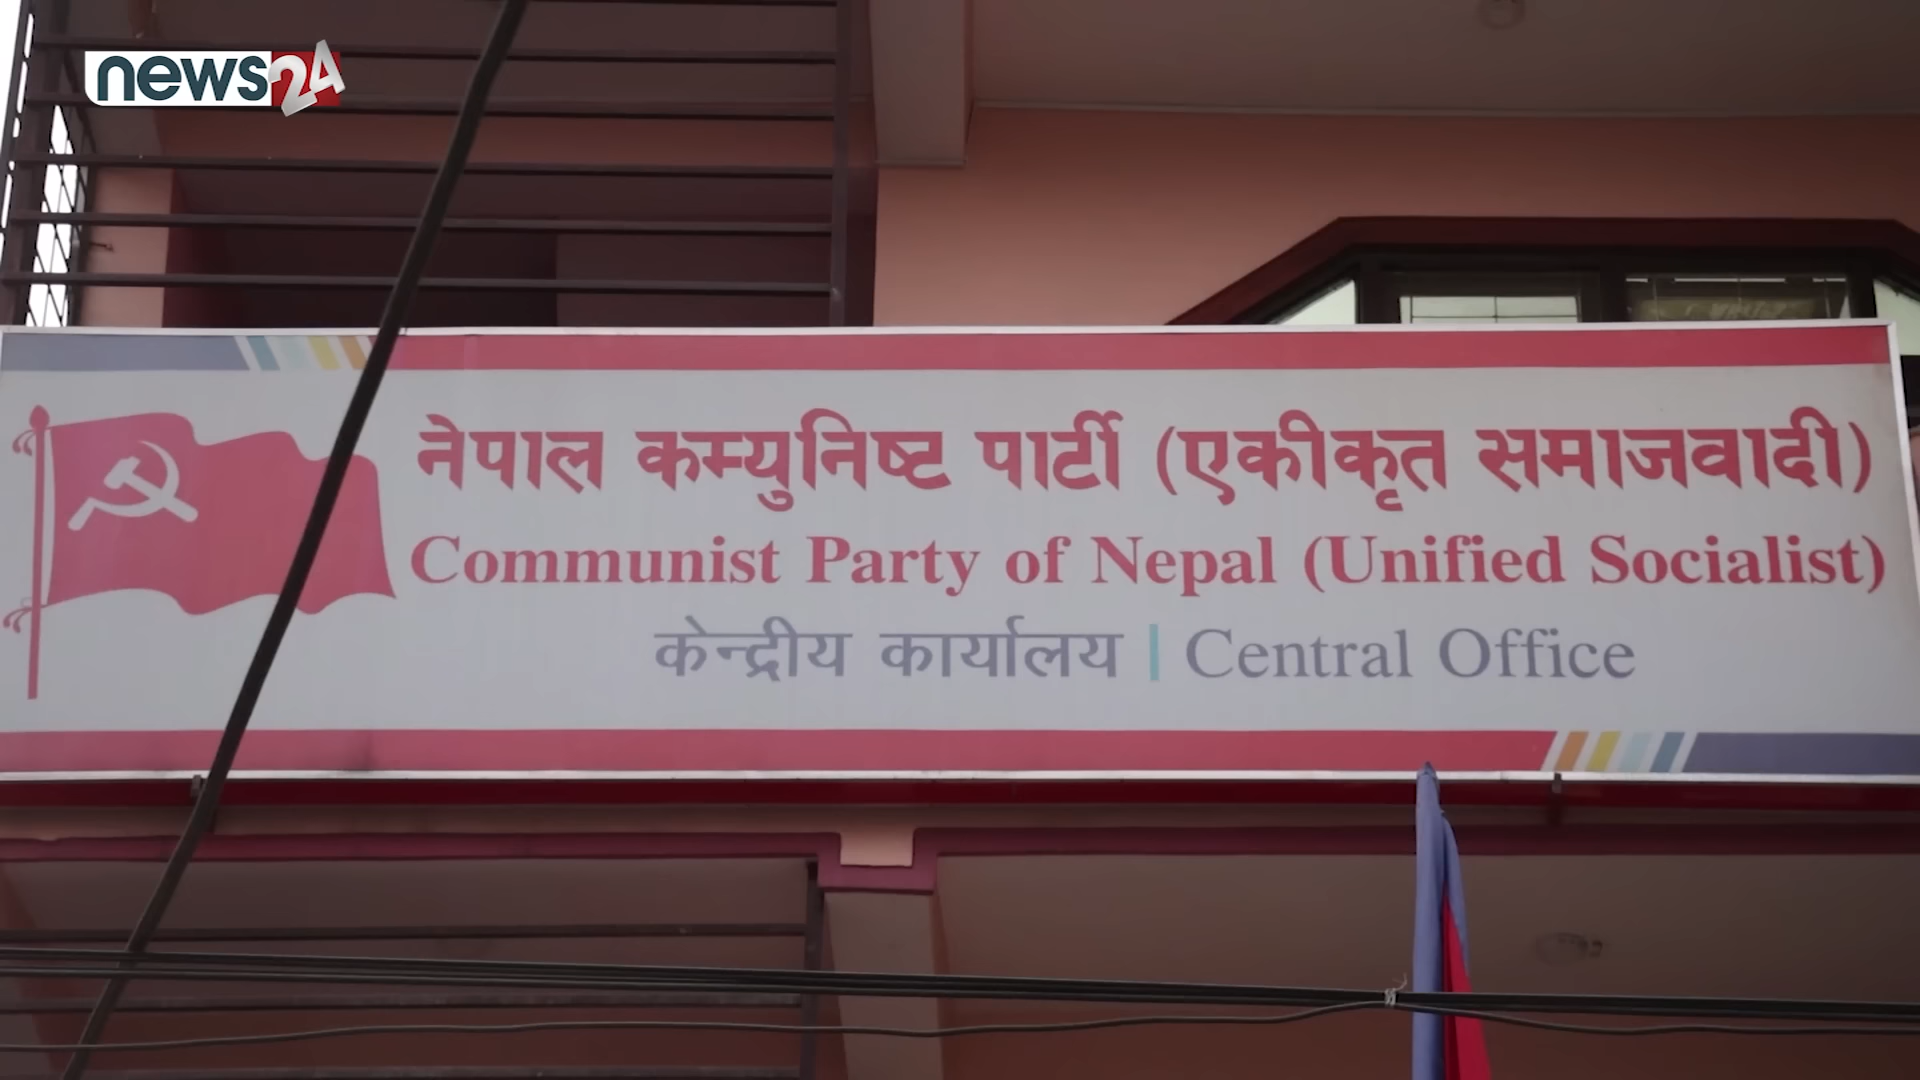 news24
नेपाल कम्युनिष्ट पार्टी (एकीकृत समाजवादी)
Communist Party of Nepal (Unified Socialist)
केन्द्रीय कार्यालय | Central Office